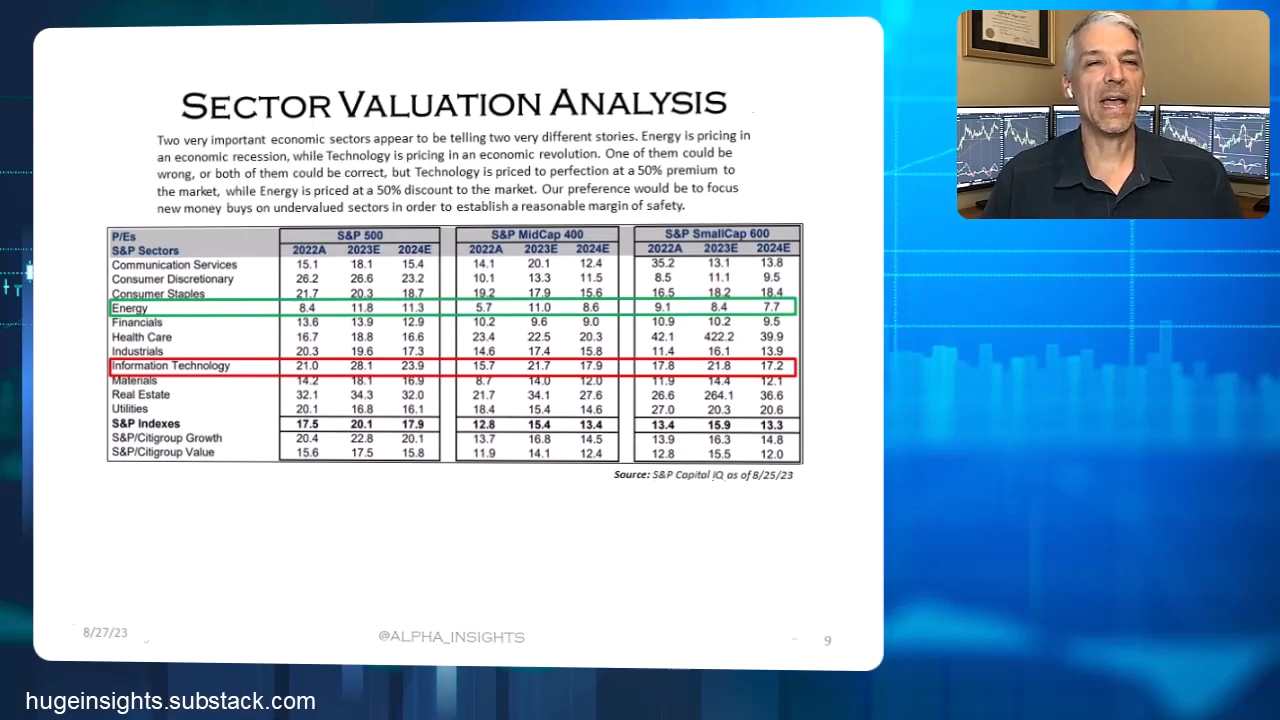 SECTOR VALUATION ANALYSIS
Two very important economic sectors appear to be telling two very different stories. Energy is pricing in
an economic recession, while Technology is pricing in an economic revolution. One of them could be
wrong, or both of them could be correct, but Technology is priced to perfection at a 50% premium to
the market, while Energy is priced at a 50% discount to the market. Our preference would be to focus
new money buys on undervalued sectors in order to establish a reasonable margin of safety.
P/Es S&P 500 S&P MidCap 400 S&P SmallCap 600
S&P Sectors 2022A 2023E 2024E 2022A 2023E 2024E 2022A 2023E 2024E
Communication Services 15.1 18.1 15.4 14.1 20.1 12.4 35.2 13.1 13.8
Consumer Discretionary 26.2 26.6 23.2 10.1 13.3 11.5 8.5 11.1 9.5
Consumer Staples 21.7 20.3 18.7 19.2 17.9 15.6 16.5 18.2 18.4
Energy 8.4 11.8 11.3 5.7 11.0 8.6 9.1 8.4 7.7
Financials 13.6 13.9 12.9 10.2 9.6 9.0 10.9 10.2 9.5
Health Care 16.7 18.8 16.6 23.4 22.5 20.3 42.1 422.2 39.9
Industrials 20.3 19.6 17.3 14.6 17.4 15.8 11.4 16.1 13.9
Information Technology 21.0 28.1 23.9 15.7 21.7 17.9 17.8 21.8 17.2
Materials 14.2 18.1 16.9 8.7 14.0 12.0 11.9 14.4 12.1
Real Estate 32.1 34.3 32.0 21.7 34.1 27.6 26.6 264.1 36.6
Utilities 20.1 16.8 16.1 18.4 15.4 14.6 27.0 20.3 20.6
S&P Indexes 17.5 20.1 17.9 12.8 15.4 13.4 13.4 15.9 13.3
S&P/Citigroup Growth 20.4 22.8 20.1 13.7 16.8 14.5 13.9 16.3 14.8
S&P/Citigroup Value 15.6 17.5 15.8 11.9 14.1 12.4 12.8 15.5 12.0
Source: S&P Capital IQ as of 8/25/23
8/27/23
@ALPHA_INSIGHTS
9
hugeinsights.substack.com